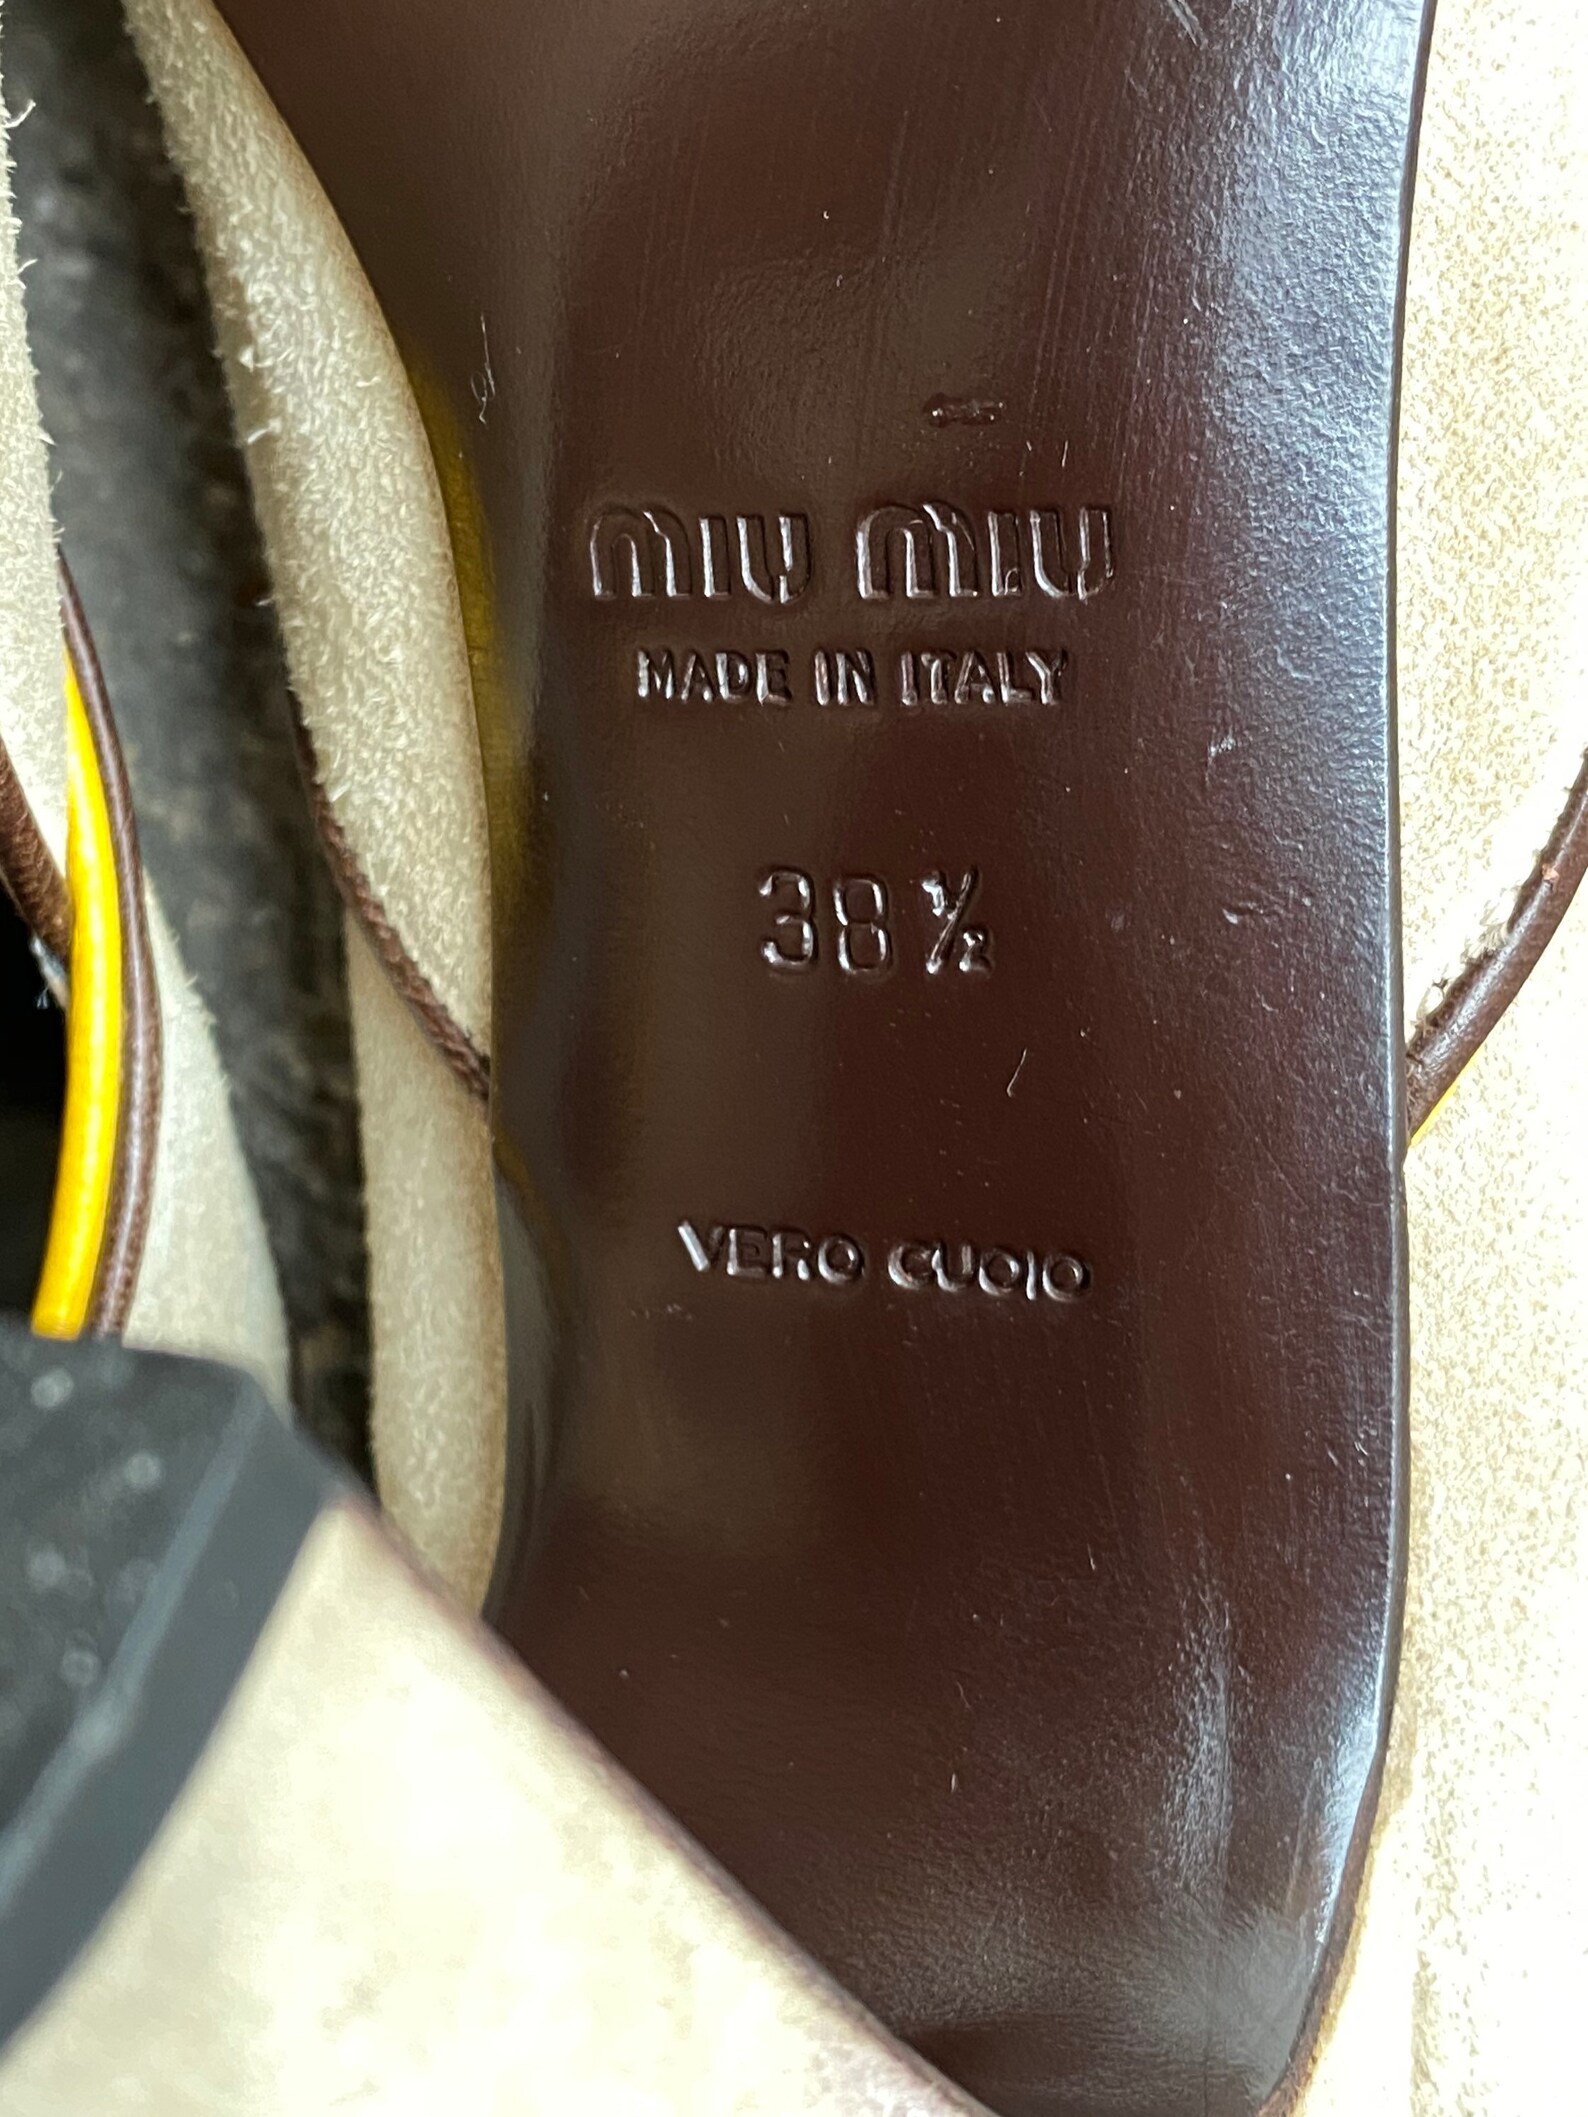 MIU MIU
MADE IN ITALY
38 ½
VERO CUOIO